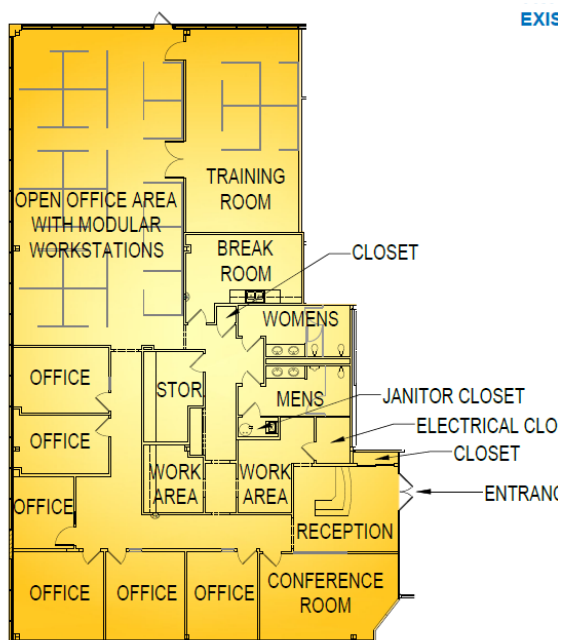 EXIS
OPEN OFFICE AREA
WITH MODULAR
WORKSTATIONS
TRAINING
ROOM
BREAK
ROOM
CLOSET
WOMENS
OFFICE
STOR.
MENS
JANITOR CLOSET
ELECTRICAL CLO
CLOSET
OFFICE
WORK
AREA
WORK
AREA
ENTRANC
OFFICE
RECEPTION
OFFICE
OFFICE
OFFICE
CONFERENCE
ROOM